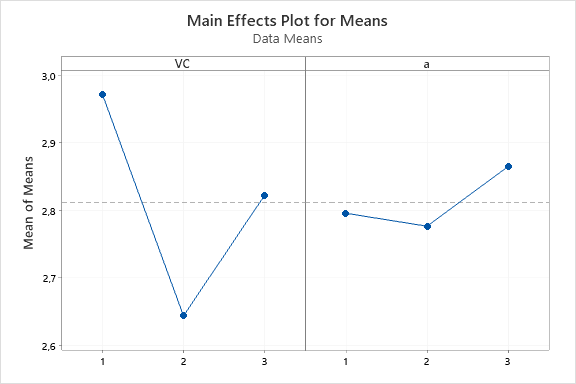 Main Effects Plot for Means
Data Means
VC
a
Mean of Means
3,0
2,9
2,8
2,7
2,6
1 2 3 1 2 3